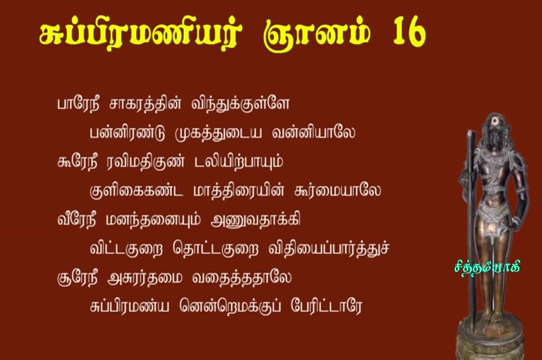 சுப்பிரமணியர் ஞானம் 16
பாரேநீ சாகரத்தின் விந்துக்குள்ளே
பன்னிரண்டு முகத்துடைய வன்னியாலே
கூரேநீ ரவிமதிகுண் டலியிற்பாயும்
குளிகைகண்ட மாத்திரையின் கூர்மையாலே
வீரேநீ மனந்தனையும் அணுவதாக்கி
விட்டகுறை தொட்டகுறை விதியைப்பார்த்துச்
சூரேநீ அசுரர்தமை வதைத்ததாலே
சுப்பிரமண்ய னென்றெமக்குப் பேரிட்டாரே
சித்தயோகி